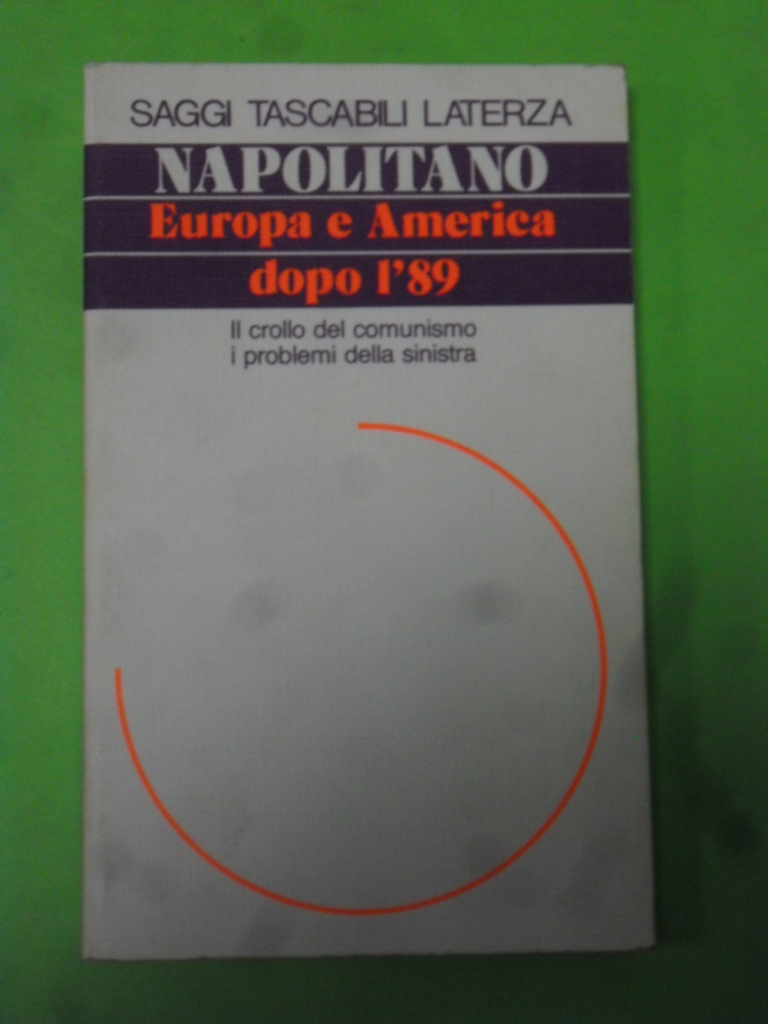 SAGGI TASCABILI LATERZA
NAPOLITANO
Europa e America
dopo l'89
Il crollo del comunismo
i problemi della sinistra